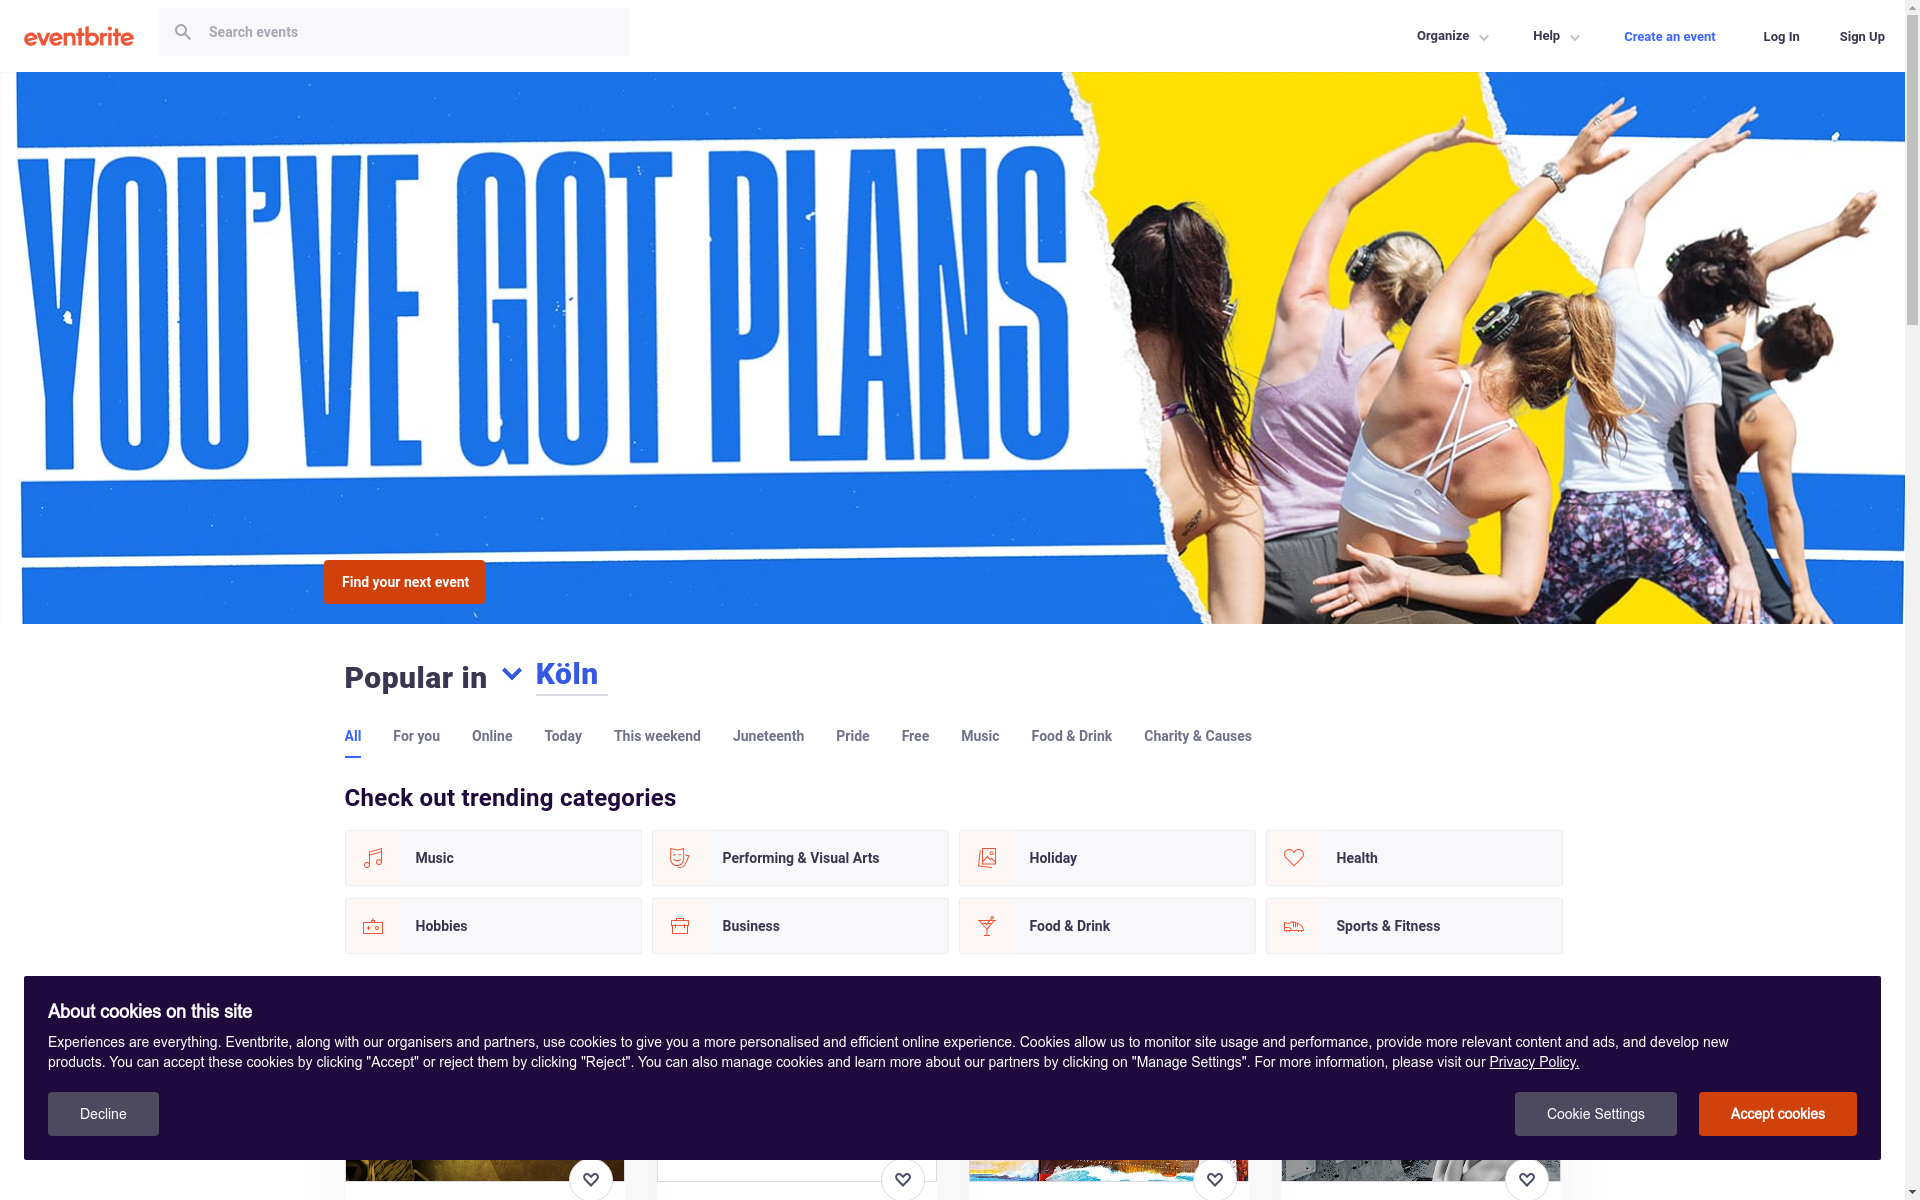 eventbrite
Search events
Organize
Help
Create an event
Log In
Sign Up
YOU'VE GOT PLANS
Find your next event
Popular in Köln
All
For you
Online
Today
This weekend
Juneteenth
Pride
Free
Music
Food & Drink
Charity & Causes
Check out trending categories
Music
Performing & Visual Arts
Holiday
Health
Hobbies
Business
Food & Drink
Sports & Fitness
About cookies on this site
Experiences are everything. Eventbrite, along with our organisers and partners, use cookies to give you a more personalised and efficient online experience. Cookies allow us to monitor site usage and performance, provide more relevant content and ads, and develop new
products. You can accept these cookies by clicking "Accept" or reject them by clicking "Reject". You can also manage cookies and learn more about our partners by clicking on "Manage Settings". For more information, please visit our Privacy Policy.
Decline
Cookie Settings
Accept cookies